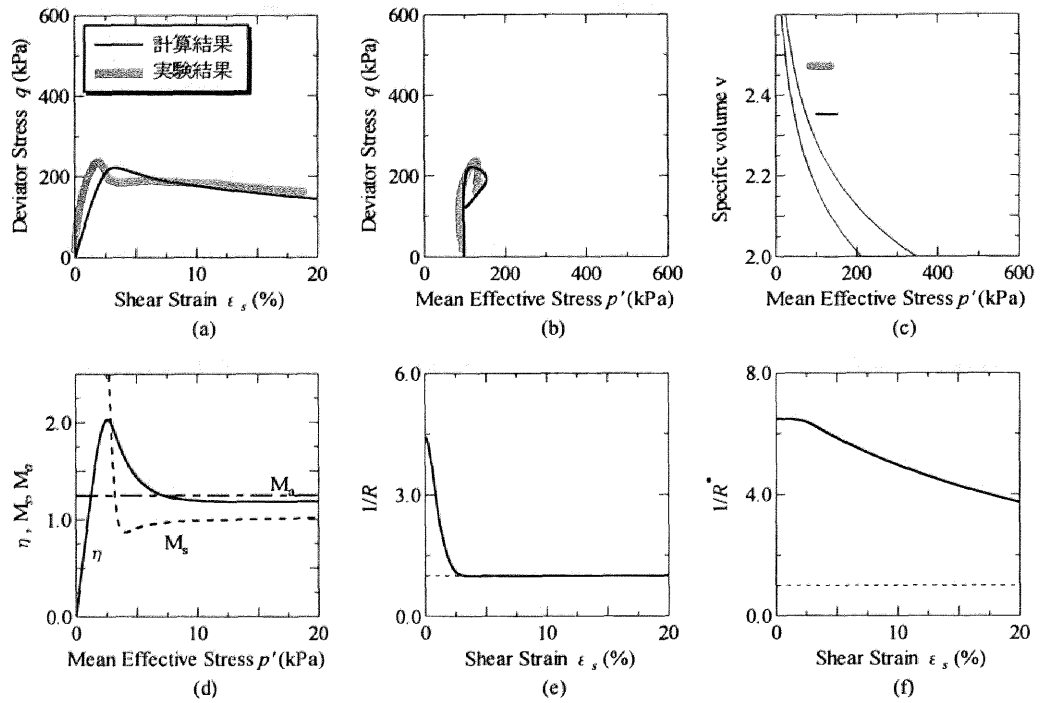 600
400
200
0
Deviator Stress q (kPa)
計算結果
実験結果
0
10
20
Shear Strain ε s (%)
(a)
600
400
200
0
Deviator Stress q (kPa)
0
200
400
600
Mean Effective Stress p′(kPa)
(b)
2.4
2.2
2.0
Specific volume v
0
200
400
600
Mean Effective Stress p′(kPa)
(c)
2.0
1.0
0.0
η , Ms, Ma
Ma
η
Ms
0
10
20
Mean Effective Stress p′(kPa)
(d)
6.0
3.0
0.0
1/R
0
10
20
Shear Strain ε s (%)
(e)
8.0
4.0
0.0
1/R*
0
10
20
Shear Strain ε s (%)
(f)